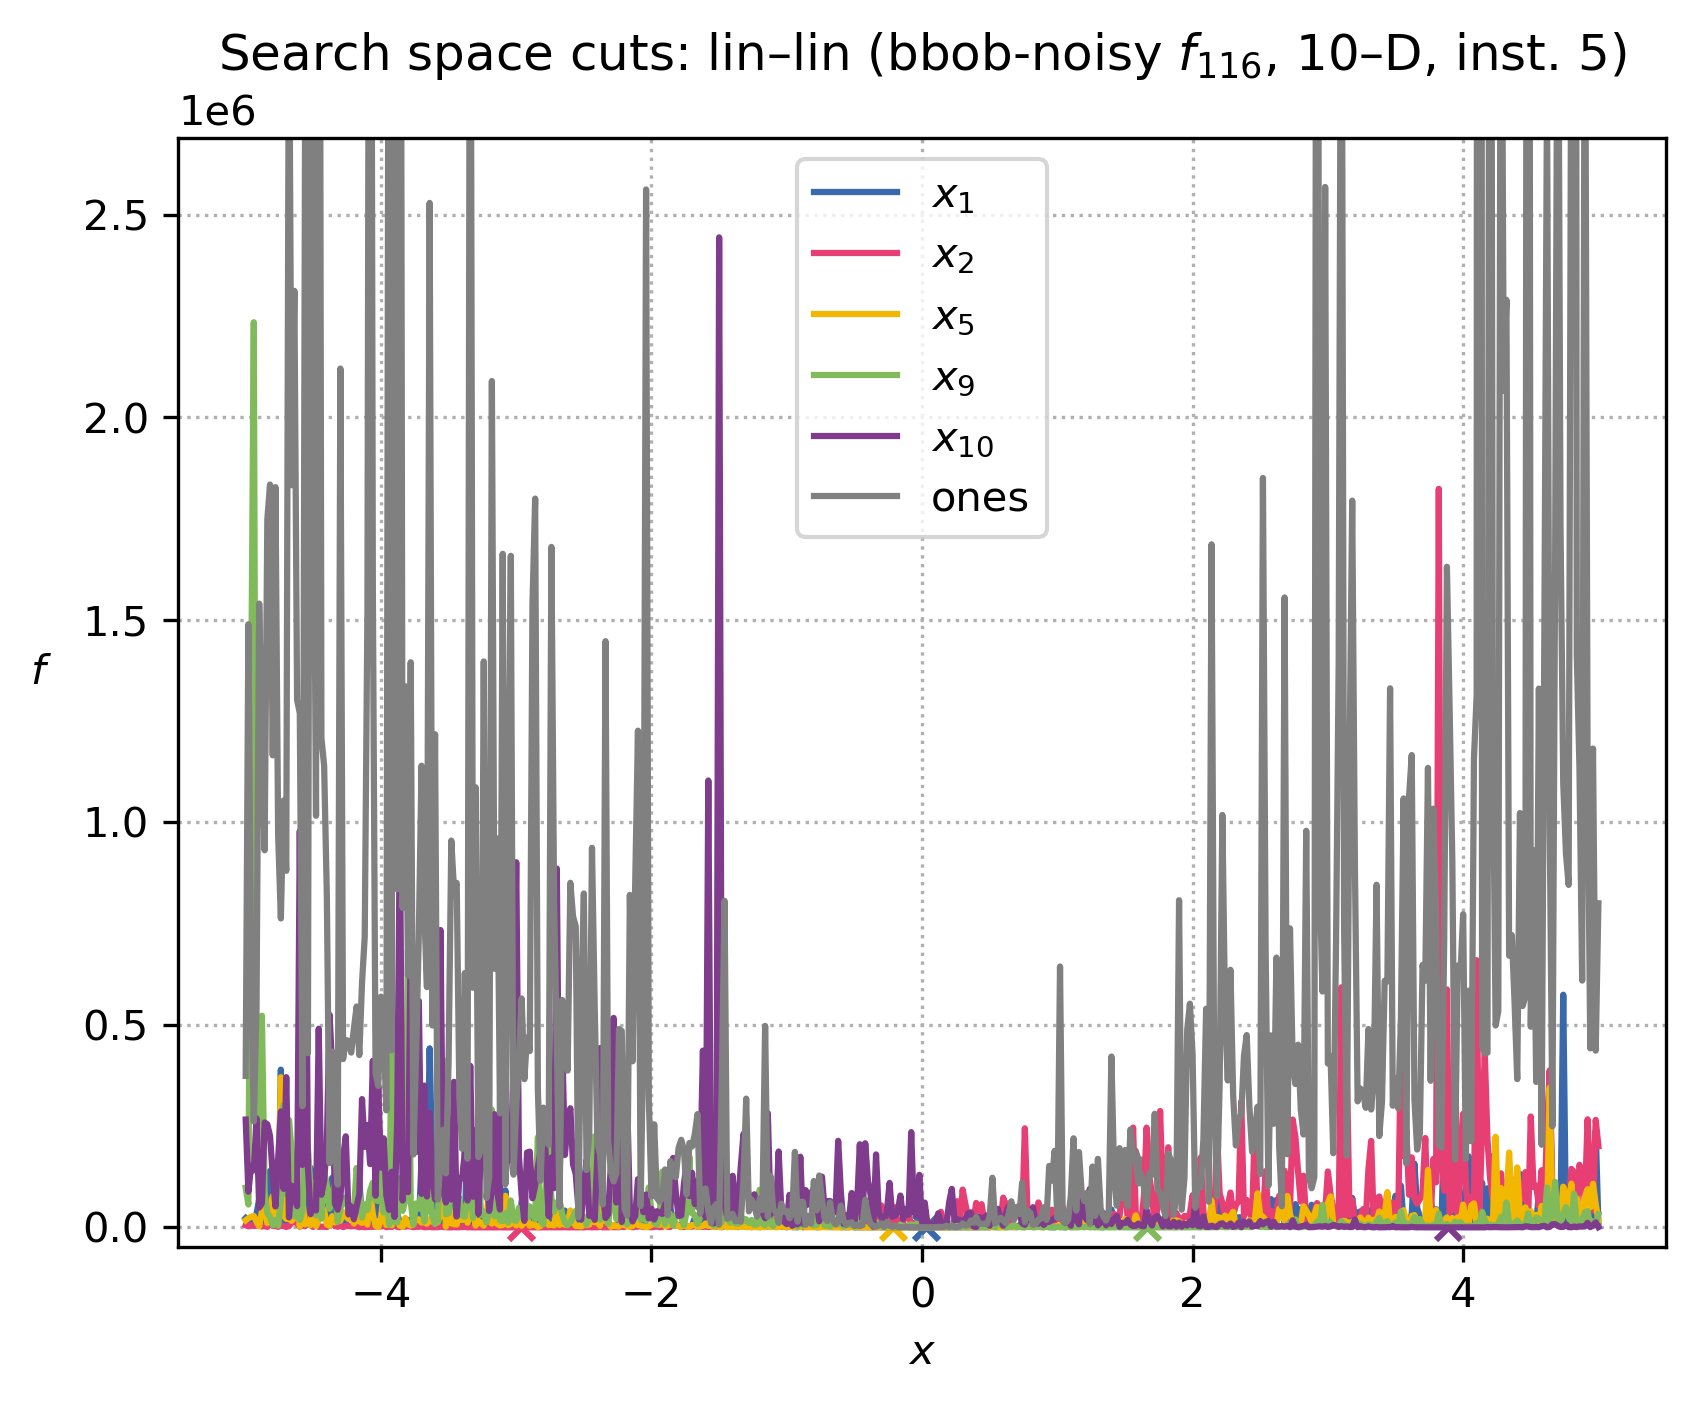 Search space cuts: lin–lin (bbob-noisy f₁₁₆, 10–D, inst. 5)
1e6
2.5
2.0
1.5
1.0
0.5
0.0
f
x₁
x₂
x₅
x₉
x₁₀
ones
−4
−2
0
2
4
x